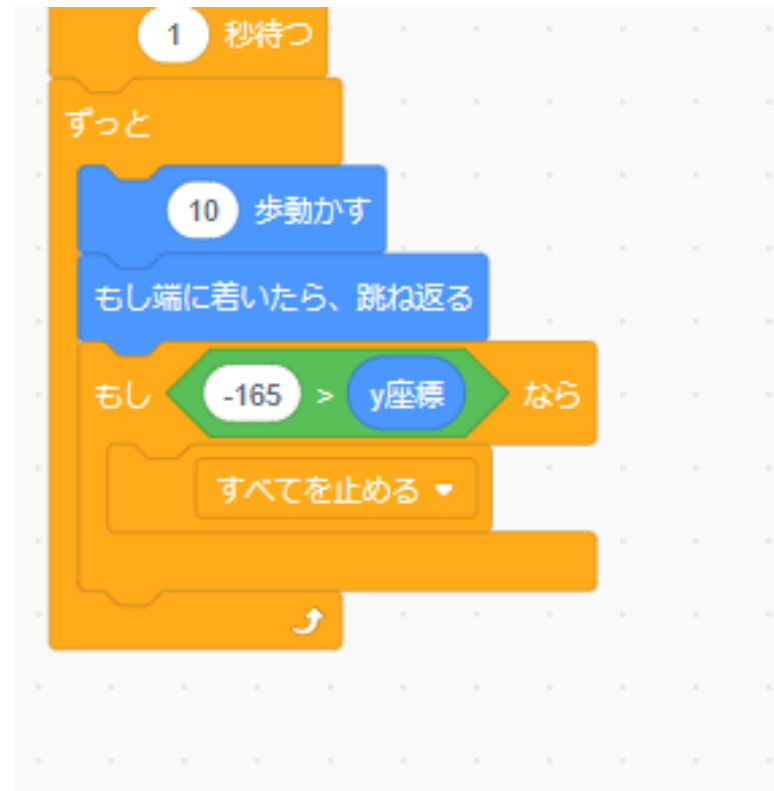 1 秒待つ
ずっと
10 歩動かす
もし端に着いたら、跳ね返る
もし -165 > y座標 なら
すべてを止める